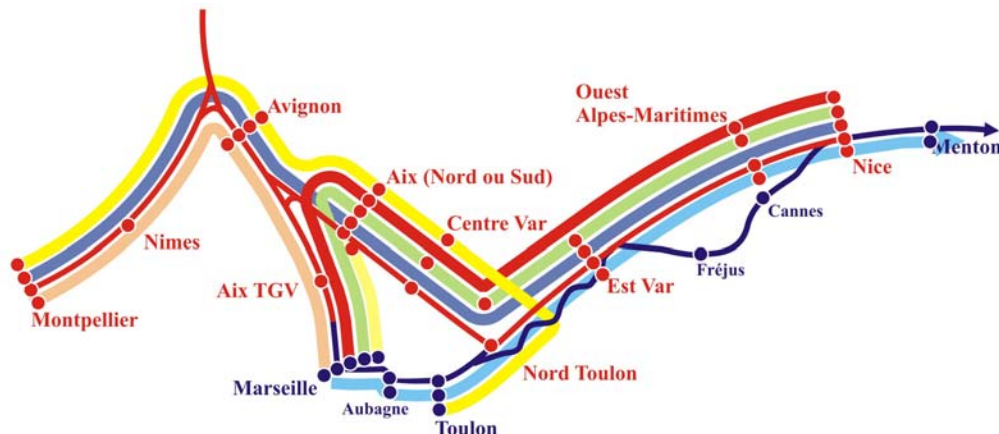 Avignon
Ouest
Alpes-Maritimes
Menton
Aix (Nord ou Sud)
Nice
Centre Var
Cannes
Nimes
Fréjus
Aix TGV
Est Var
Montpellier
Nord Toulon
Marseille
Aubagne
Toulon